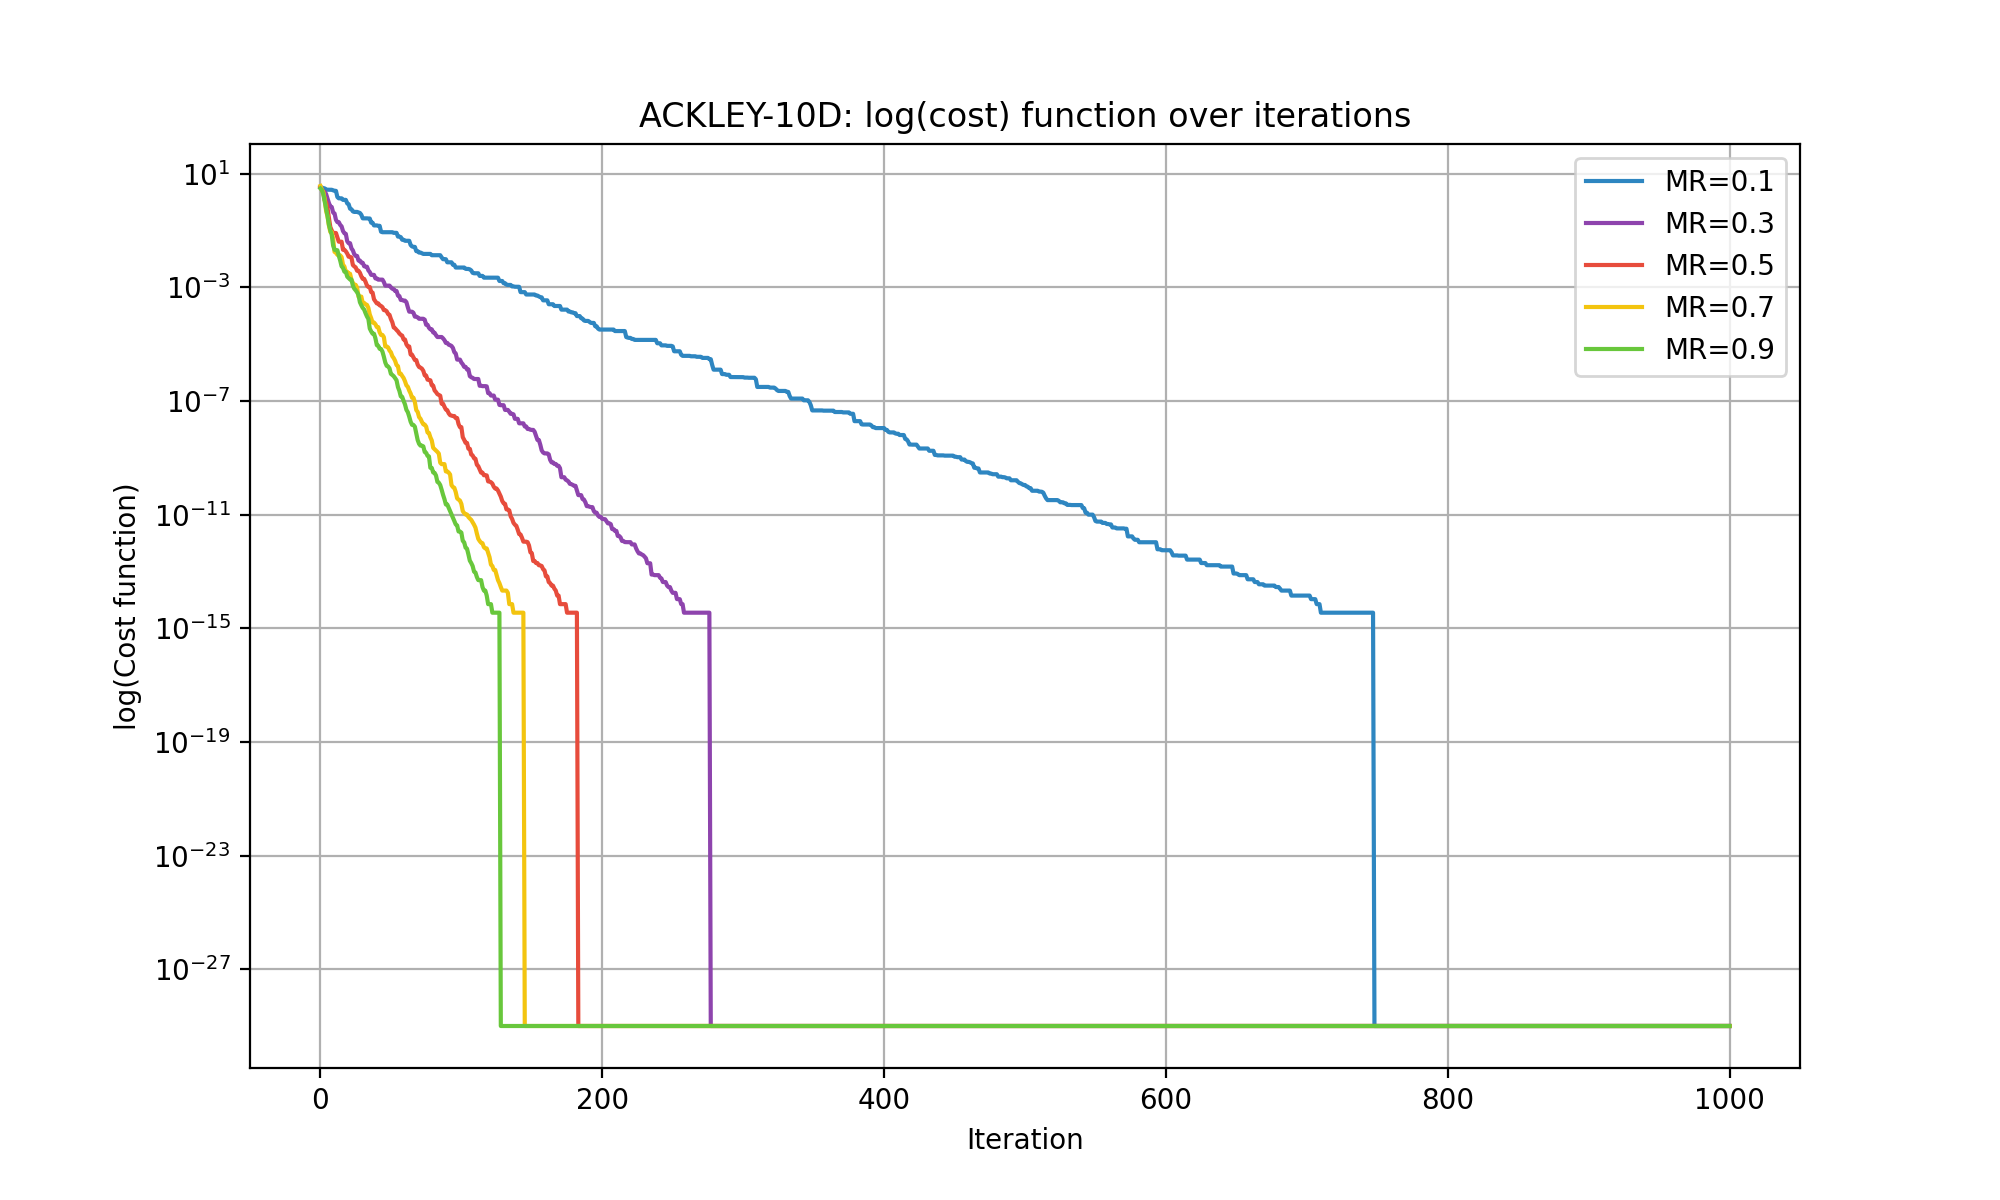 ACKLEY-10D: log(cost) function over iterations
log(Cost function)
10^1
10^−3
10^−7
10^−11
10^−15
10^−19
10^−23
10^−27
MR=0.1
MR=0.3
MR=0.5
MR=0.7
MR=0.9
0 200 400 600 800 1000
Iteration